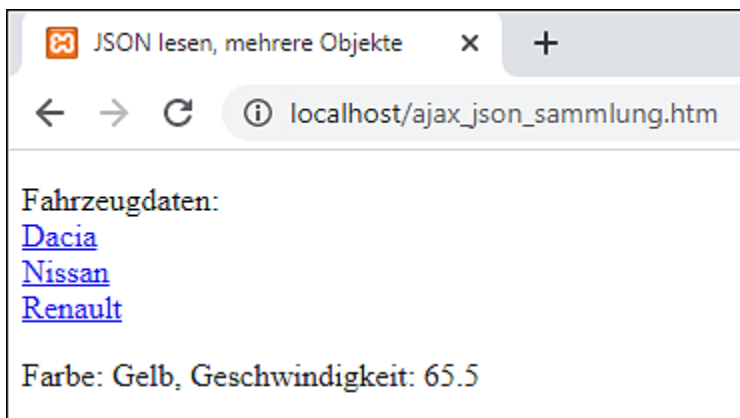 JSON lesen, mehrere Objekte
localhost/ajax_json_sammlung.htm
Fahrzeugdaten:
Dacia
Nissan
Renault
Farbe: Gelb, Geschwindigkeit: 65.5